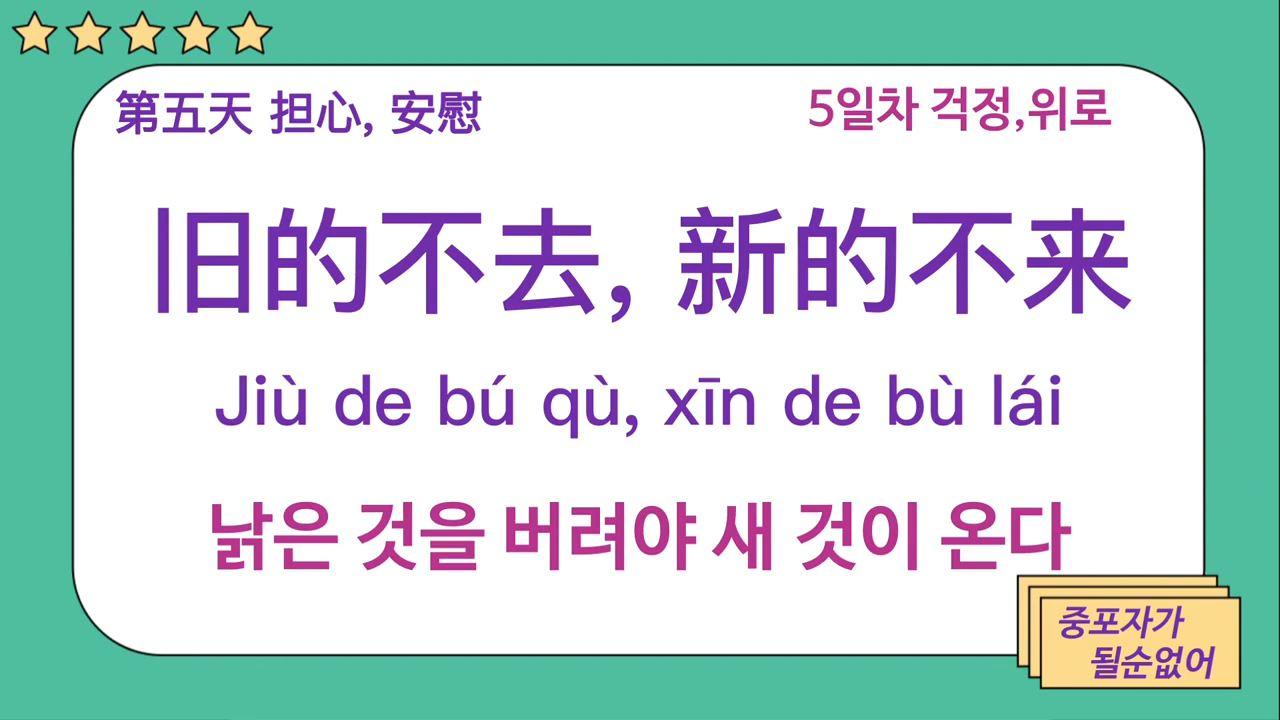 第五天 担心, 安慰
5일차 걱정,위로
旧的不去, 新的不来
Jiù de bú qù, xīn de bù lái
낡은 것을 버려야 새 것이 온다
중포자가
될순없어